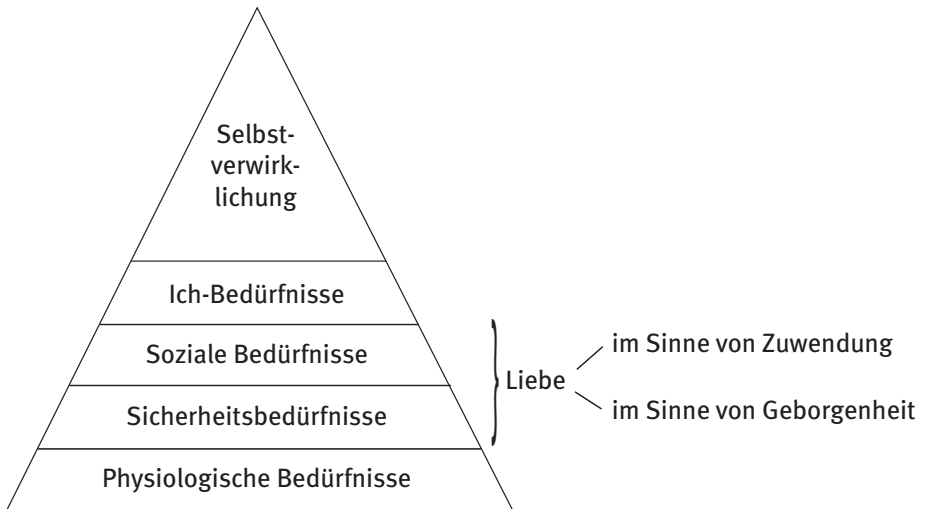 Selbst-
verwirk-
lichung
Ich-Bedürfnisse
Soziale Bedürfnisse
Sicherheitsbedürfnisse
Physiologische Bedürfnisse
Liebe
im Sinne von Zuwendung
im Sinne von Geborgenheit